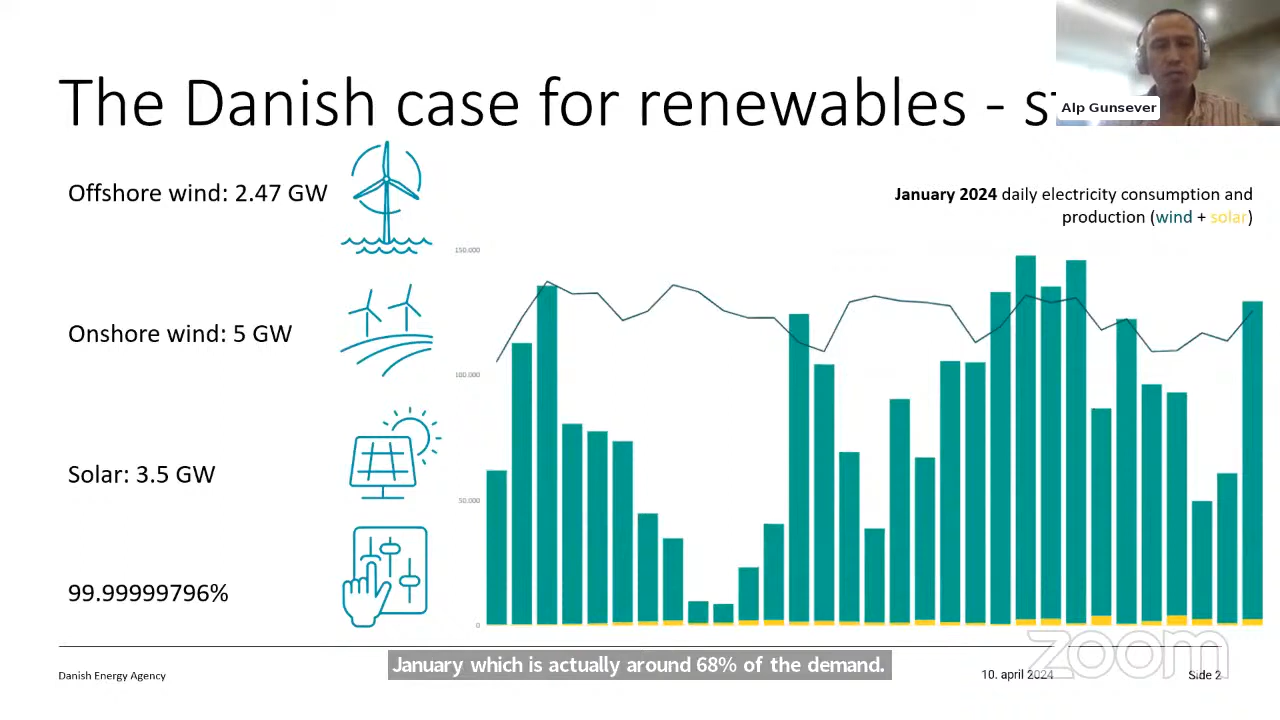 The Danish case for renewables - s
Alp Gunsever
Offshore wind: 2.47 GW
January 2024 daily electricity consumption and
production (wind + solar)
150.000
Onshore wind: 5 GW
100.000
Solar: 3.5 GW
50.000
99.99999796%
0
zoom
January which is actually around 68% of the demand.
Danish Energy Agency
10. april 2024
Side 2